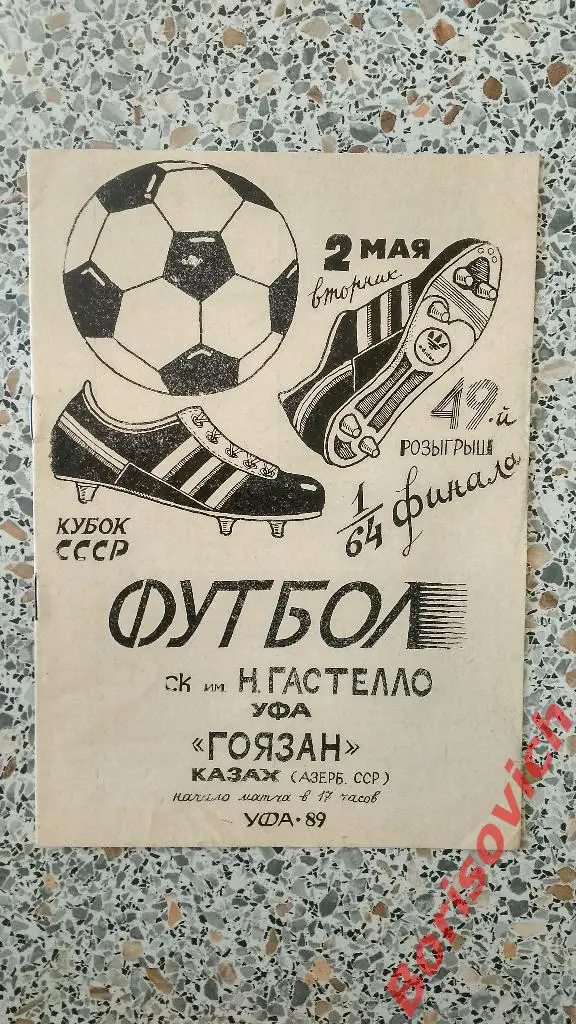 2 МАЯ
вторник
adidas
49-й
РОЗЫГРЫШ
1/64 финала
КУБОК
СССР
ФУТБОЛ
СК им. Н. ГАСТЕЛЛО
УФА
«ГОЯЗАН»
КАЗАХ (АЗЕРБ. ССР)
начало матча в 17 часов
УФА • 89
Borisovich